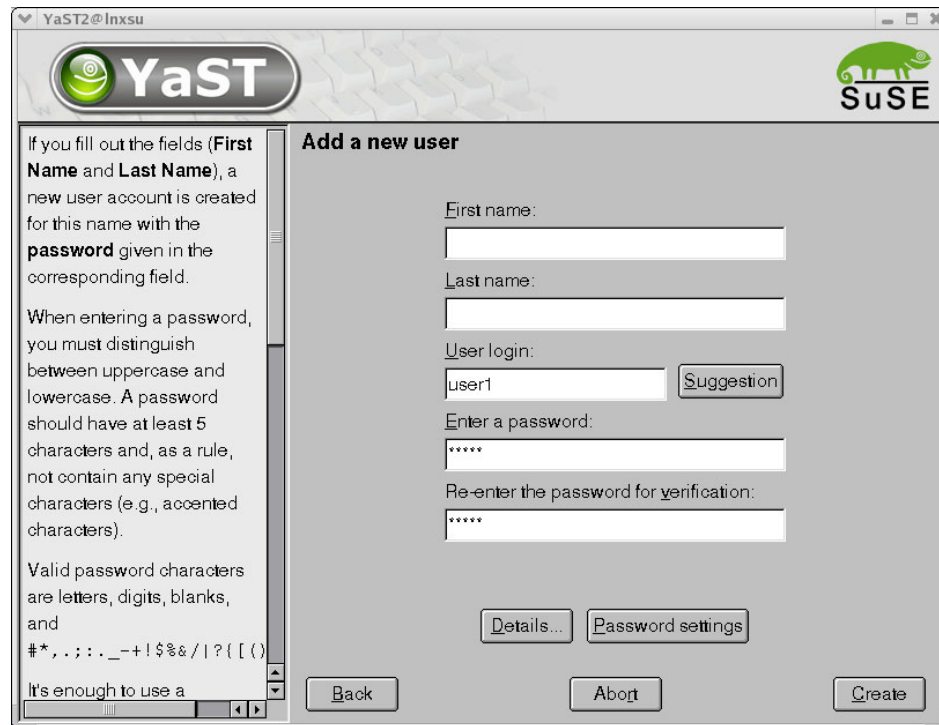 YaST2@lnxsu
YaST
SuSE
If you fill out the fields (First
Name and Last Name), a
new user account is created
for this name with the
password given in the
corresponding field.
When entering a password,
you must distinguish
between uppercase and
lowercase. A password
should have at least 5
characters and, as a rule,
not contain any special
characters (e.g., accented
characters).
Valid password characters
are letters, digits, blanks,
and
#*,.;:._-+!$%&/|?{[()
It's enough to use a
Add a new user
First name:
Last name:
User login:
user1
Suggestion
Enter a password:
*****
Re-enter the password for verification:
*****
Details...
Password settings
Back
Abort
Create